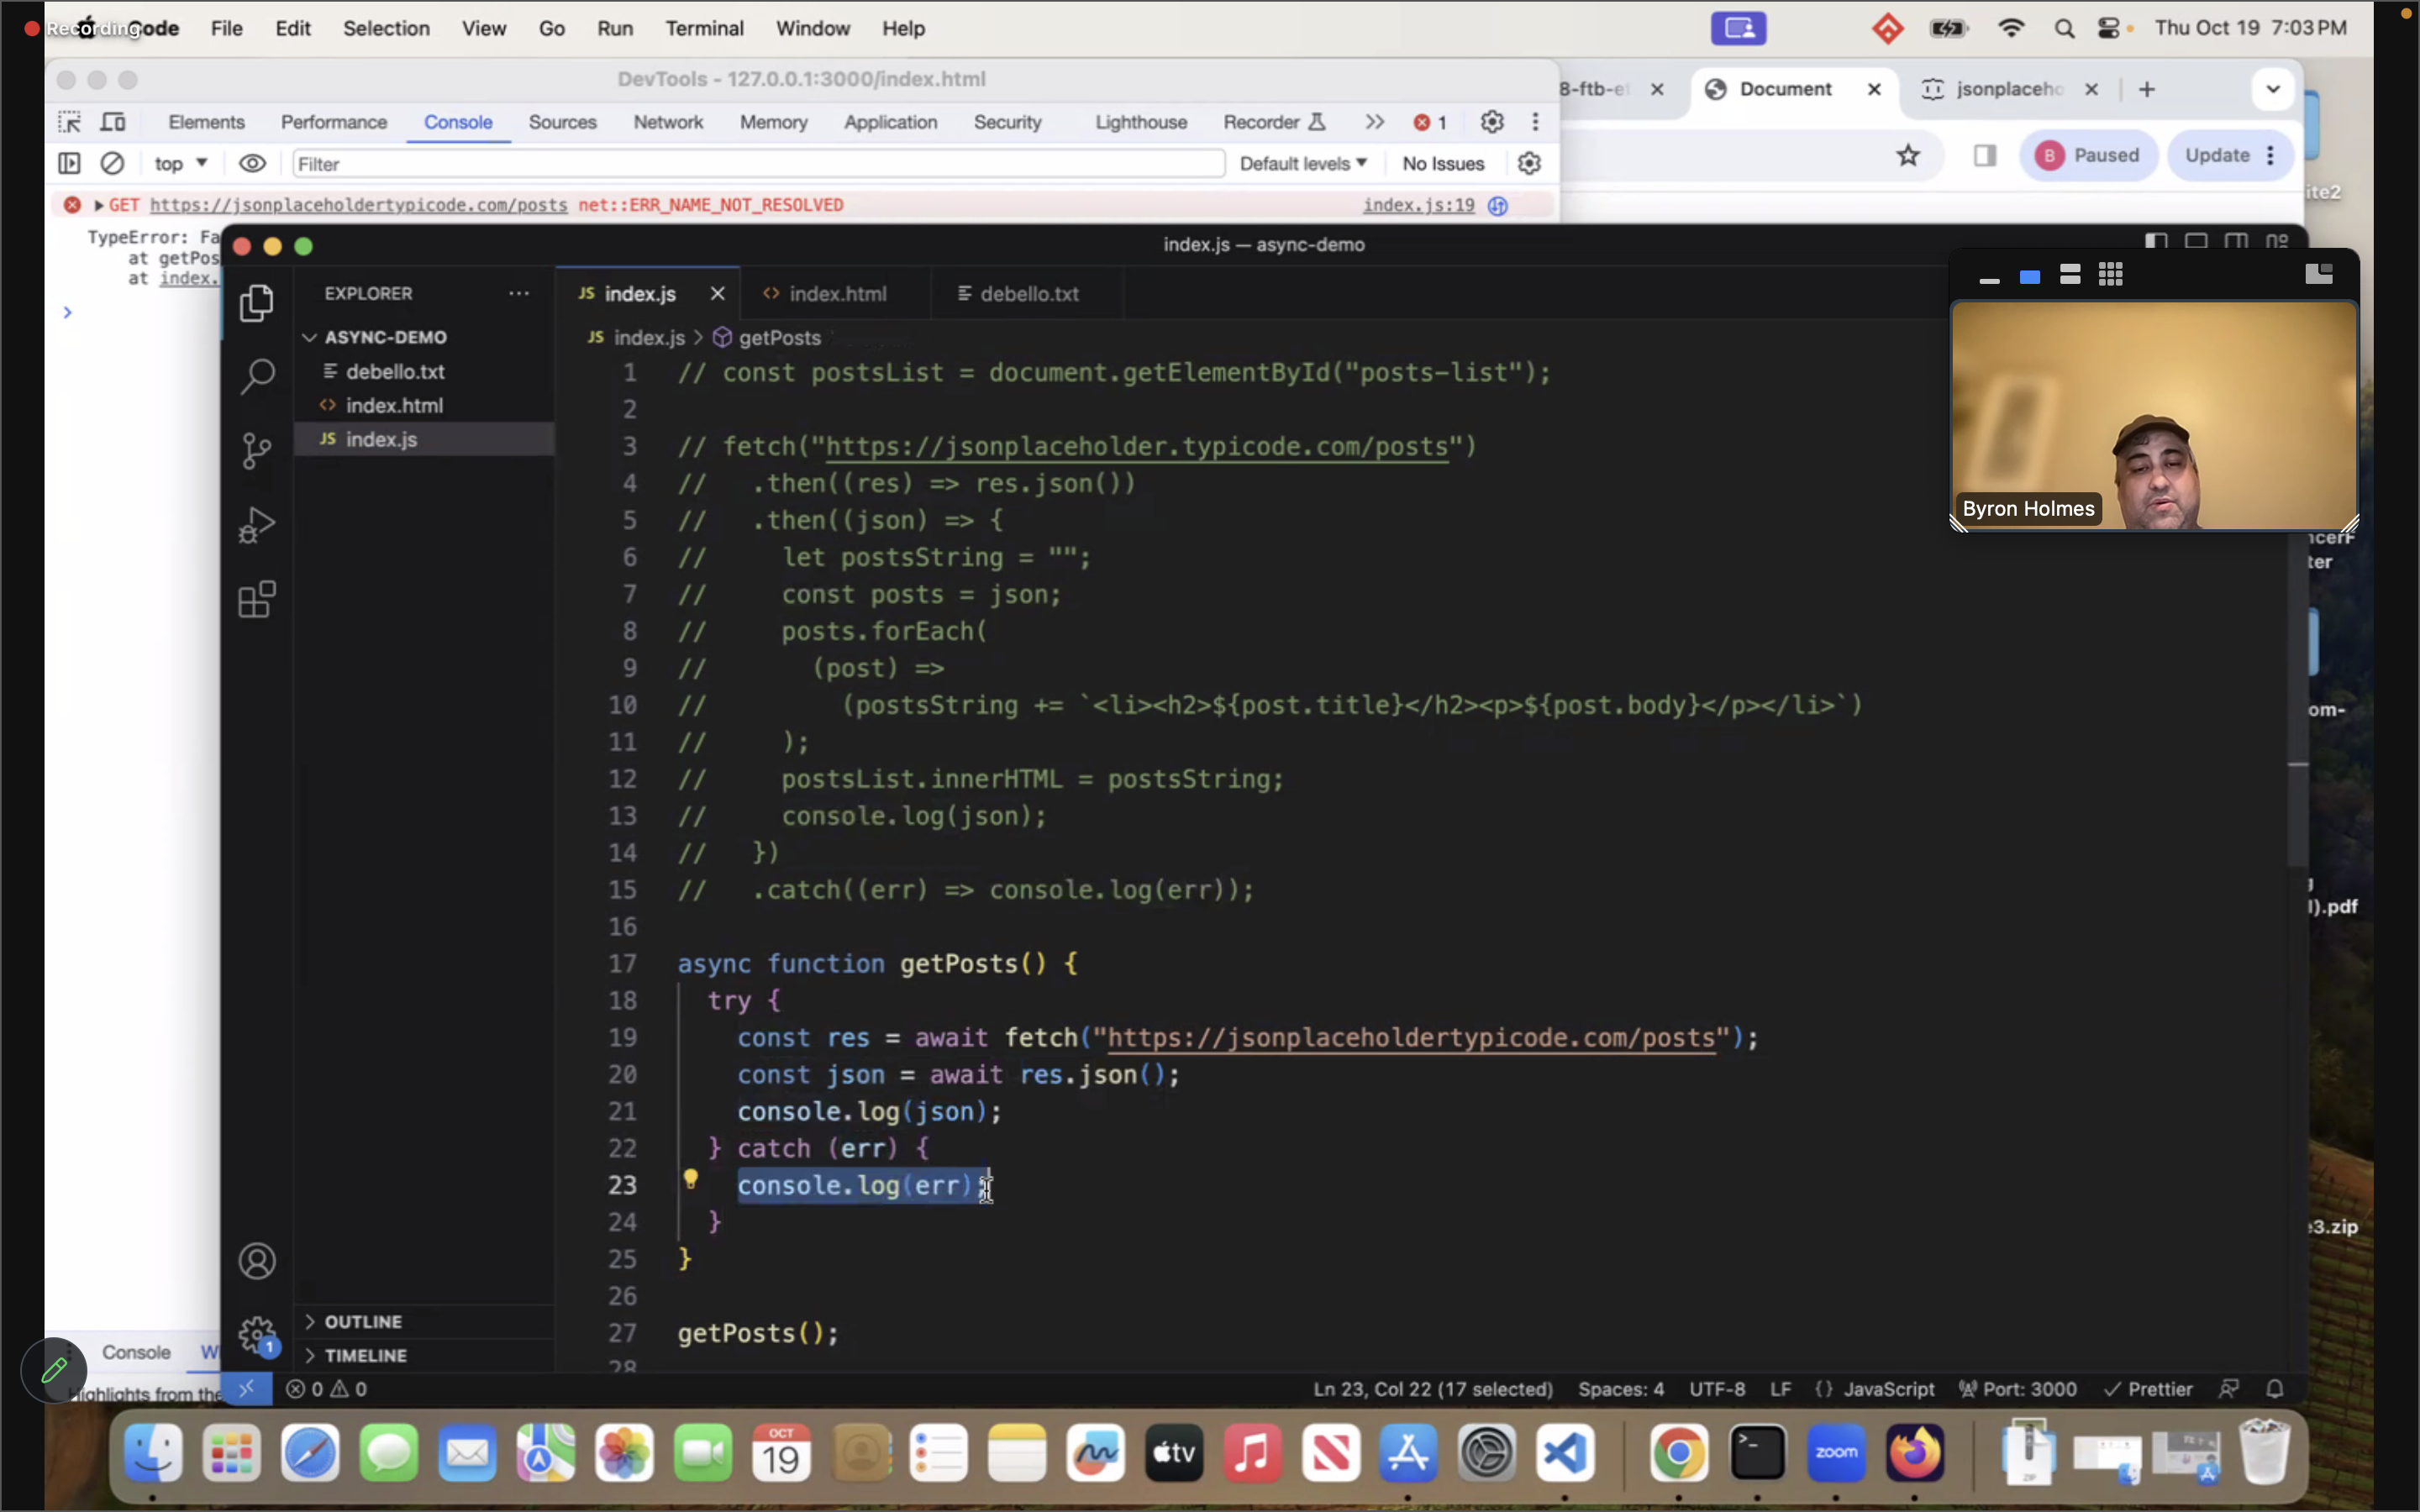 Recording
Code File Edit Selection View Go Run Terminal Window Help
Thu Oct 19 7:03 PM
DevTools - 127.0.0.1:3000/index.html
Document
jsonplaceho
Elements Performance Console Sources Network Memory Application Security Lighthouse Recorder 1
top Filter Default levels No Issues
B Paused Update
GET https://jsonplaceholdertypicode.com/posts net::ERR_NAME_NOT_RESOLVED index.js:19
ite2
TypeError: Fa
at getPos
at index.
index.js — async-demo
EXPLORER
JS index.js
<> index.html
debello.txt
ASYNC-DEMO
debello.txt
<> index.html
JS index.js
JS index.js > getPosts
1 // const postsList = document.getElementById("posts-list");
2
3 // fetch("https://jsonplaceholder.typicode.com/posts")
4 //   .then((res) => res.json())
5 //   .then((json) => {
6 //     let postsString = "";
7 //     const posts = json;
8 //     posts.forEach(
9 //       (post) =>
10 //         (postsString += `<li><h2>${post.title}</h2><p>${post.body}</p></li>`)
11 //     );
12 //     postsList.innerHTML = postsString;
13 //     console.log(json);
14 //   })
15 //   .catch((err) => console.log(err));
16
17 async function getPosts() {
18   try {
19     const res = await fetch("https://jsonplaceholdertypicode.com/posts");
20     const json = await res.json();
21     console.log(json);
22   } catch (err) {
23     console.log(err);
24   }
25 }
26
27 getPosts();
28
Byron Holmes
ter
om-
).pdf
3.zip
OUTLINE
TIMELINE
1
Console
Highlights from the
0 0
Ln 23, Col 22 (17 selected) Spaces: 4 UTF-8 LF {} JavaScript Port: 3000 Prettier
OCT
19
tv
zoom
ZIP